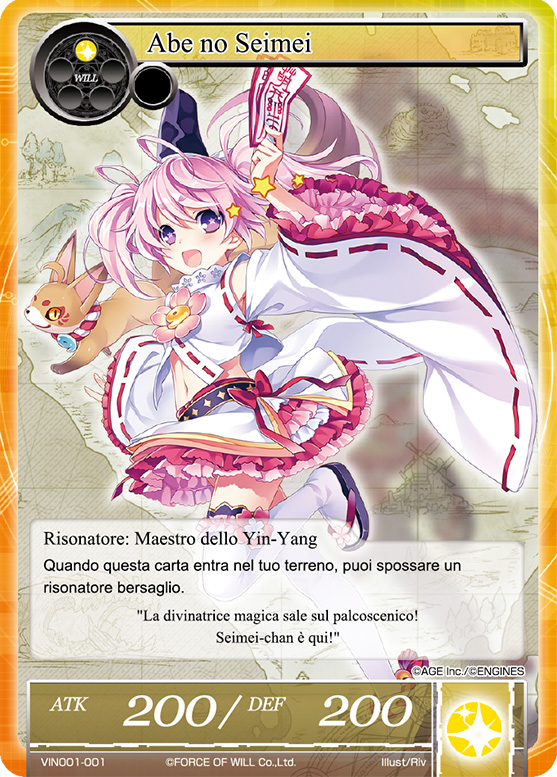 Abe no Seimei
WILL
Risonatore: Maestro dello Yin-Yang
Quando questa carta entra nel tuo terreno, puoi spossare un
risonatore bersaglio.
"La divinatrice magica sale sul palcoscenico!
Seimei-chan è qui!"
©AGE Inc./©ENGINES
ATK 200 / DEF 200
VIN001-001 ©FORCE OF WILL Co.,Ltd. Illust/Riv